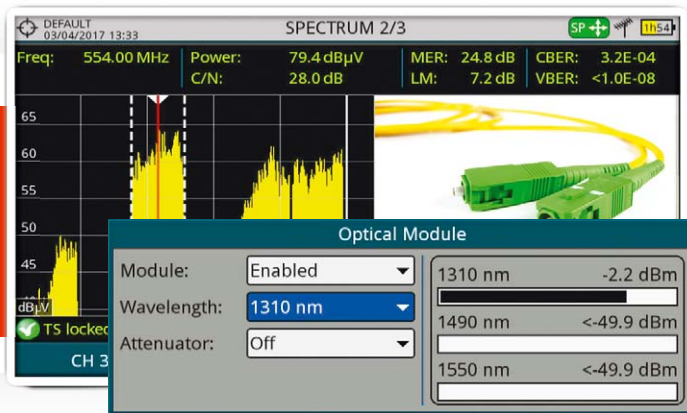 DEFAULT
03/04/2017 13:33
SPECTRUM 2/3
SP
1h54
Freq: 554.00 MHz Power: 79.4 dBµV MER: 24.8 dB CBER: 3.2E-04
C/N: 28.0 dB LM: 7.2 dB VBER: <1.0E-08
65
60
55
50
45
dBµV
TS locked
CH 3
Optical Module
Module: Enabled
Wavelength: 1310 nm
Attenuator: Off
1310 nm -2.2 dBm
1490 nm <-49.9 dBm
1550 nm <-49.9 dBm